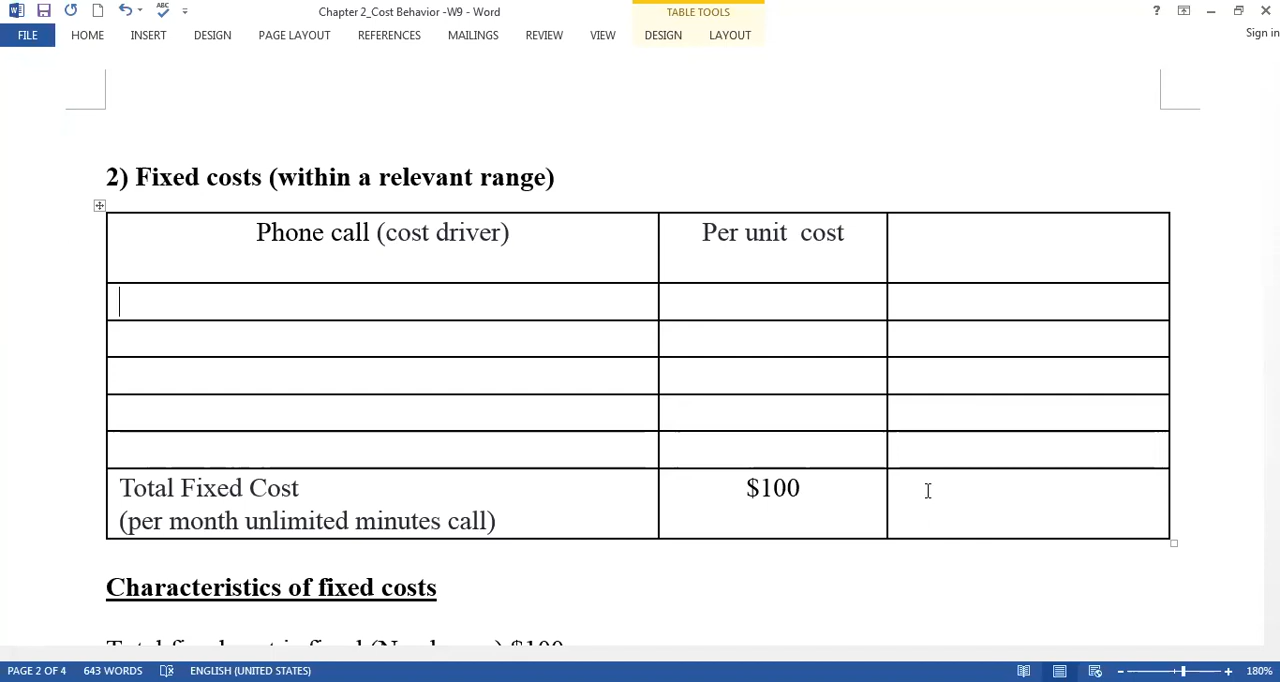 Chapter 2_Cost Behavior -W9 - Word
TABLE TOOLS
?
Sign in
FILE HOME INSERT DESIGN PAGE LAYOUT REFERENCES MAILINGS REVIEW VIEW DESIGN LAYOUT
2) Fixed costs (within a relevant range)
Phone call (cost driver) Per unit cost
Total Fixed Cost $100
(per month unlimited minutes call)
Characteristics of fixed costs
PAGE 2 OF 4 643 WORDS ENGLISH (UNITED STATES) 180%